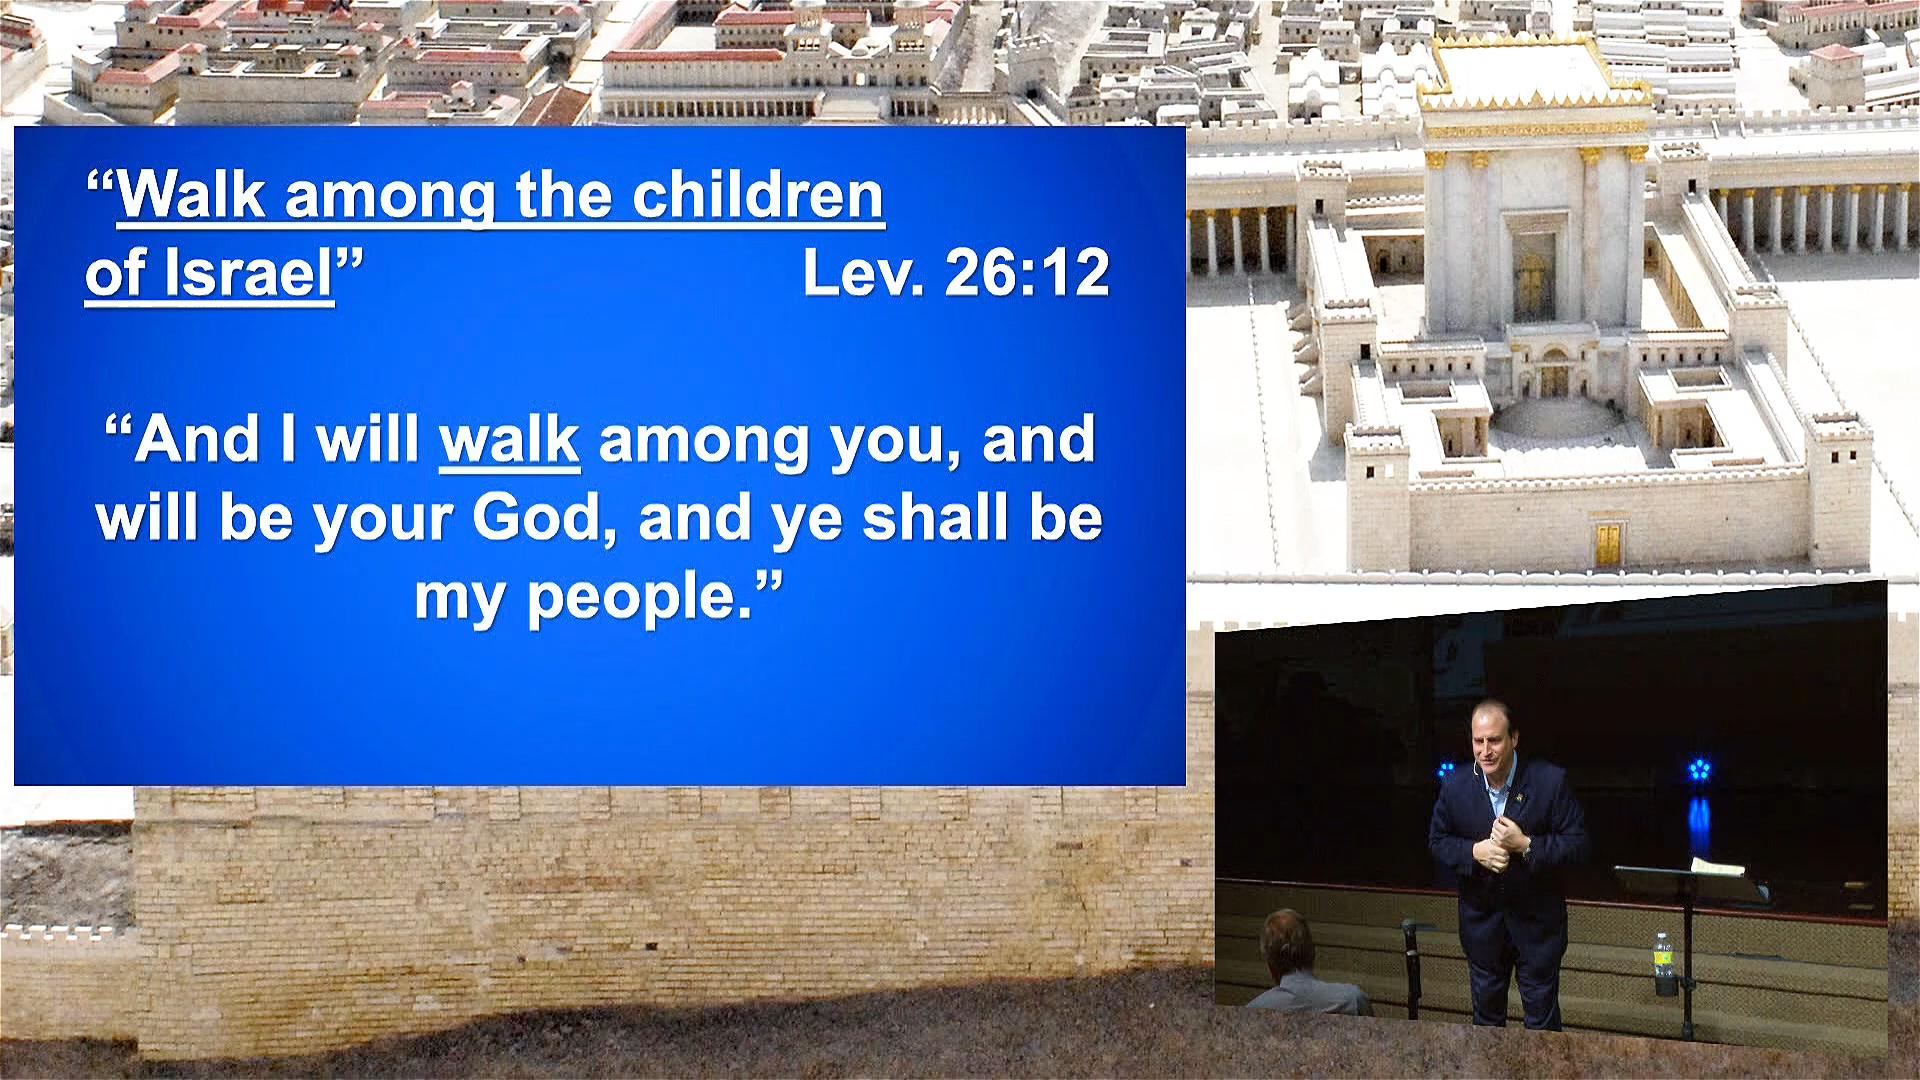 “Walk among the children
of Israel” Lev. 26:12
“And I will walk among you, and
will be your God, and ye shall be
my people.”